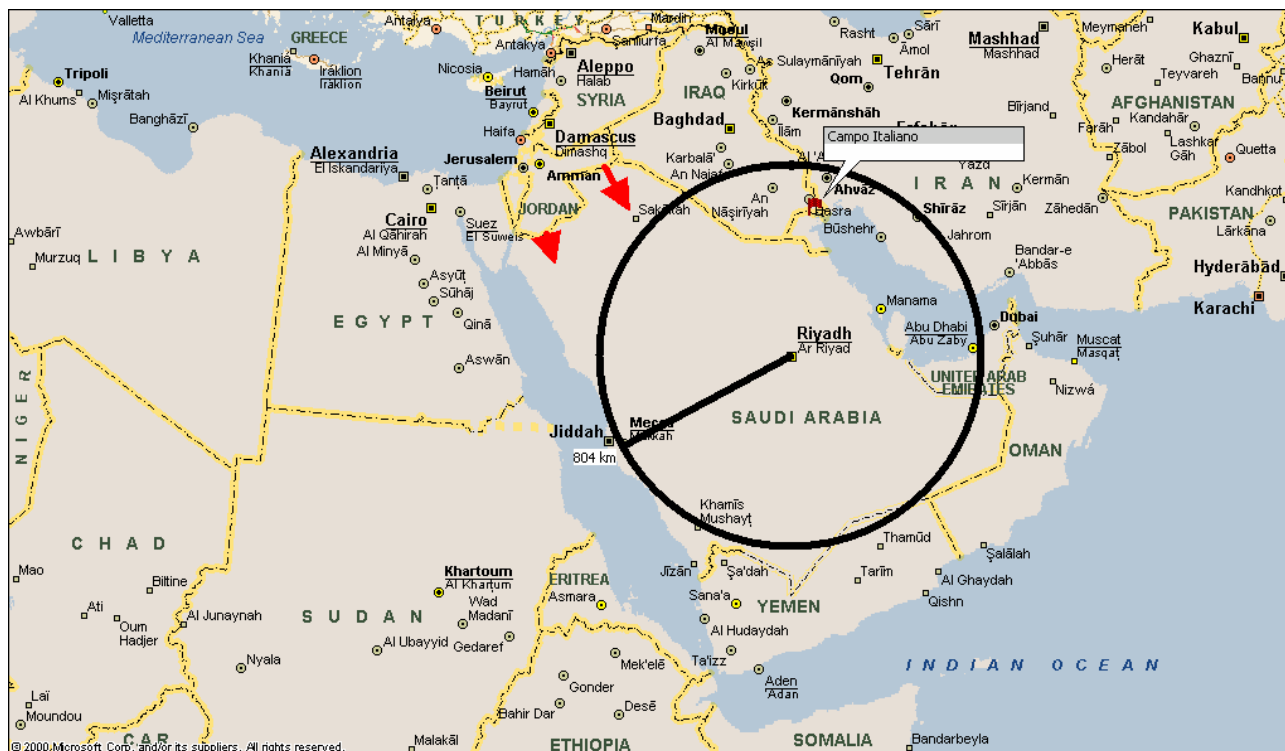 Valletta
Mediterranean Sea
GREECE
Khaniá
Khaniá
Iráklion
Iráklion
Antalya
TURKEY
Antakya
Mardin
Şanliurfa
Nicosia
Hamāh
Aleppo
Halab
SYRIA
Beirut
Bayrut
Damascus
Dimashq
Haifa
Jerusalem
Amman
JORDAN
Mosul
Al Mawşil
As Sulaymānīyah
Kirkūk
IRAQ
Baghdad
Karbalā'
An Najaf
An
Nāşirīyah
Başra
Rasht
Sārī
Āmol
Tehrān
Qom
Kermānshāh
Īlām
Ahvāz
Campo Italiano
Yazd
IRAN
Kermān
Sīrjān
Shīrāz
Jahrom
Būshehr
Bandar-e
'Abbās
Zāhedān
Bīrjand
Mashhad
Mashhad
Meymaneh
Kabul
Ghaznī
Bannu
Herāt
Teyvareh
AFGHANISTAN
Farāh
Kandahār
Lashkar
Gāh
Zābol
Quetta
Kandhkot
PAKISTAN
Lārkāna
Hyderābād
Karachi
Tripoli
Al Khums
Mişrātah
Banghāzī
Awbārī
Murzuq
LIBYA
Alexandria
El Iskandariya
Ţanţā
Cairo
Al Qāhirah
Suez
El Suweis
Al Minyā
Asyūţ
Sūhāj
Qinā
EGYPT
Aswān
Sakākah
Manama
Riyadh
Ar Riyad
Abu Dhabi
Abu Zaby
Dubai
Şuḩār
Muscat
Masqaţ
Nizwá
UNITED ARAB
EMIRATES
SAUDI ARABIA
OMAN
Jiddah
Mecca
Makkah
804 km
Khamīs
Mushayţ
Jīzān
Şa'dah
Thamūd
Tarīm
Şalālah
Al Ghaydah
Qishn
Sana'a
YEMEN
Al Hudaydah
Ta'izz
Aden
'Adan
INDIAN OCEAN
NIGER
CHAD
Mao
Biltine
Ati
Oum
Hadjer
Al Junaynah
Laï
Moundou
CAR
Khartoum
Al Kharţum
Wad
Madanī
SUDAN
Al Ubayyid
Gedaref
Nyala
Malakāl
ERITREA
Asmara
Mek'elē
Gonder
Bahir Dar
Desē
ETHIOPIA
SOMALIA
Bandarbeyla
© 2000 Microsoft Corp. and/or its suppliers. All rights reserved.